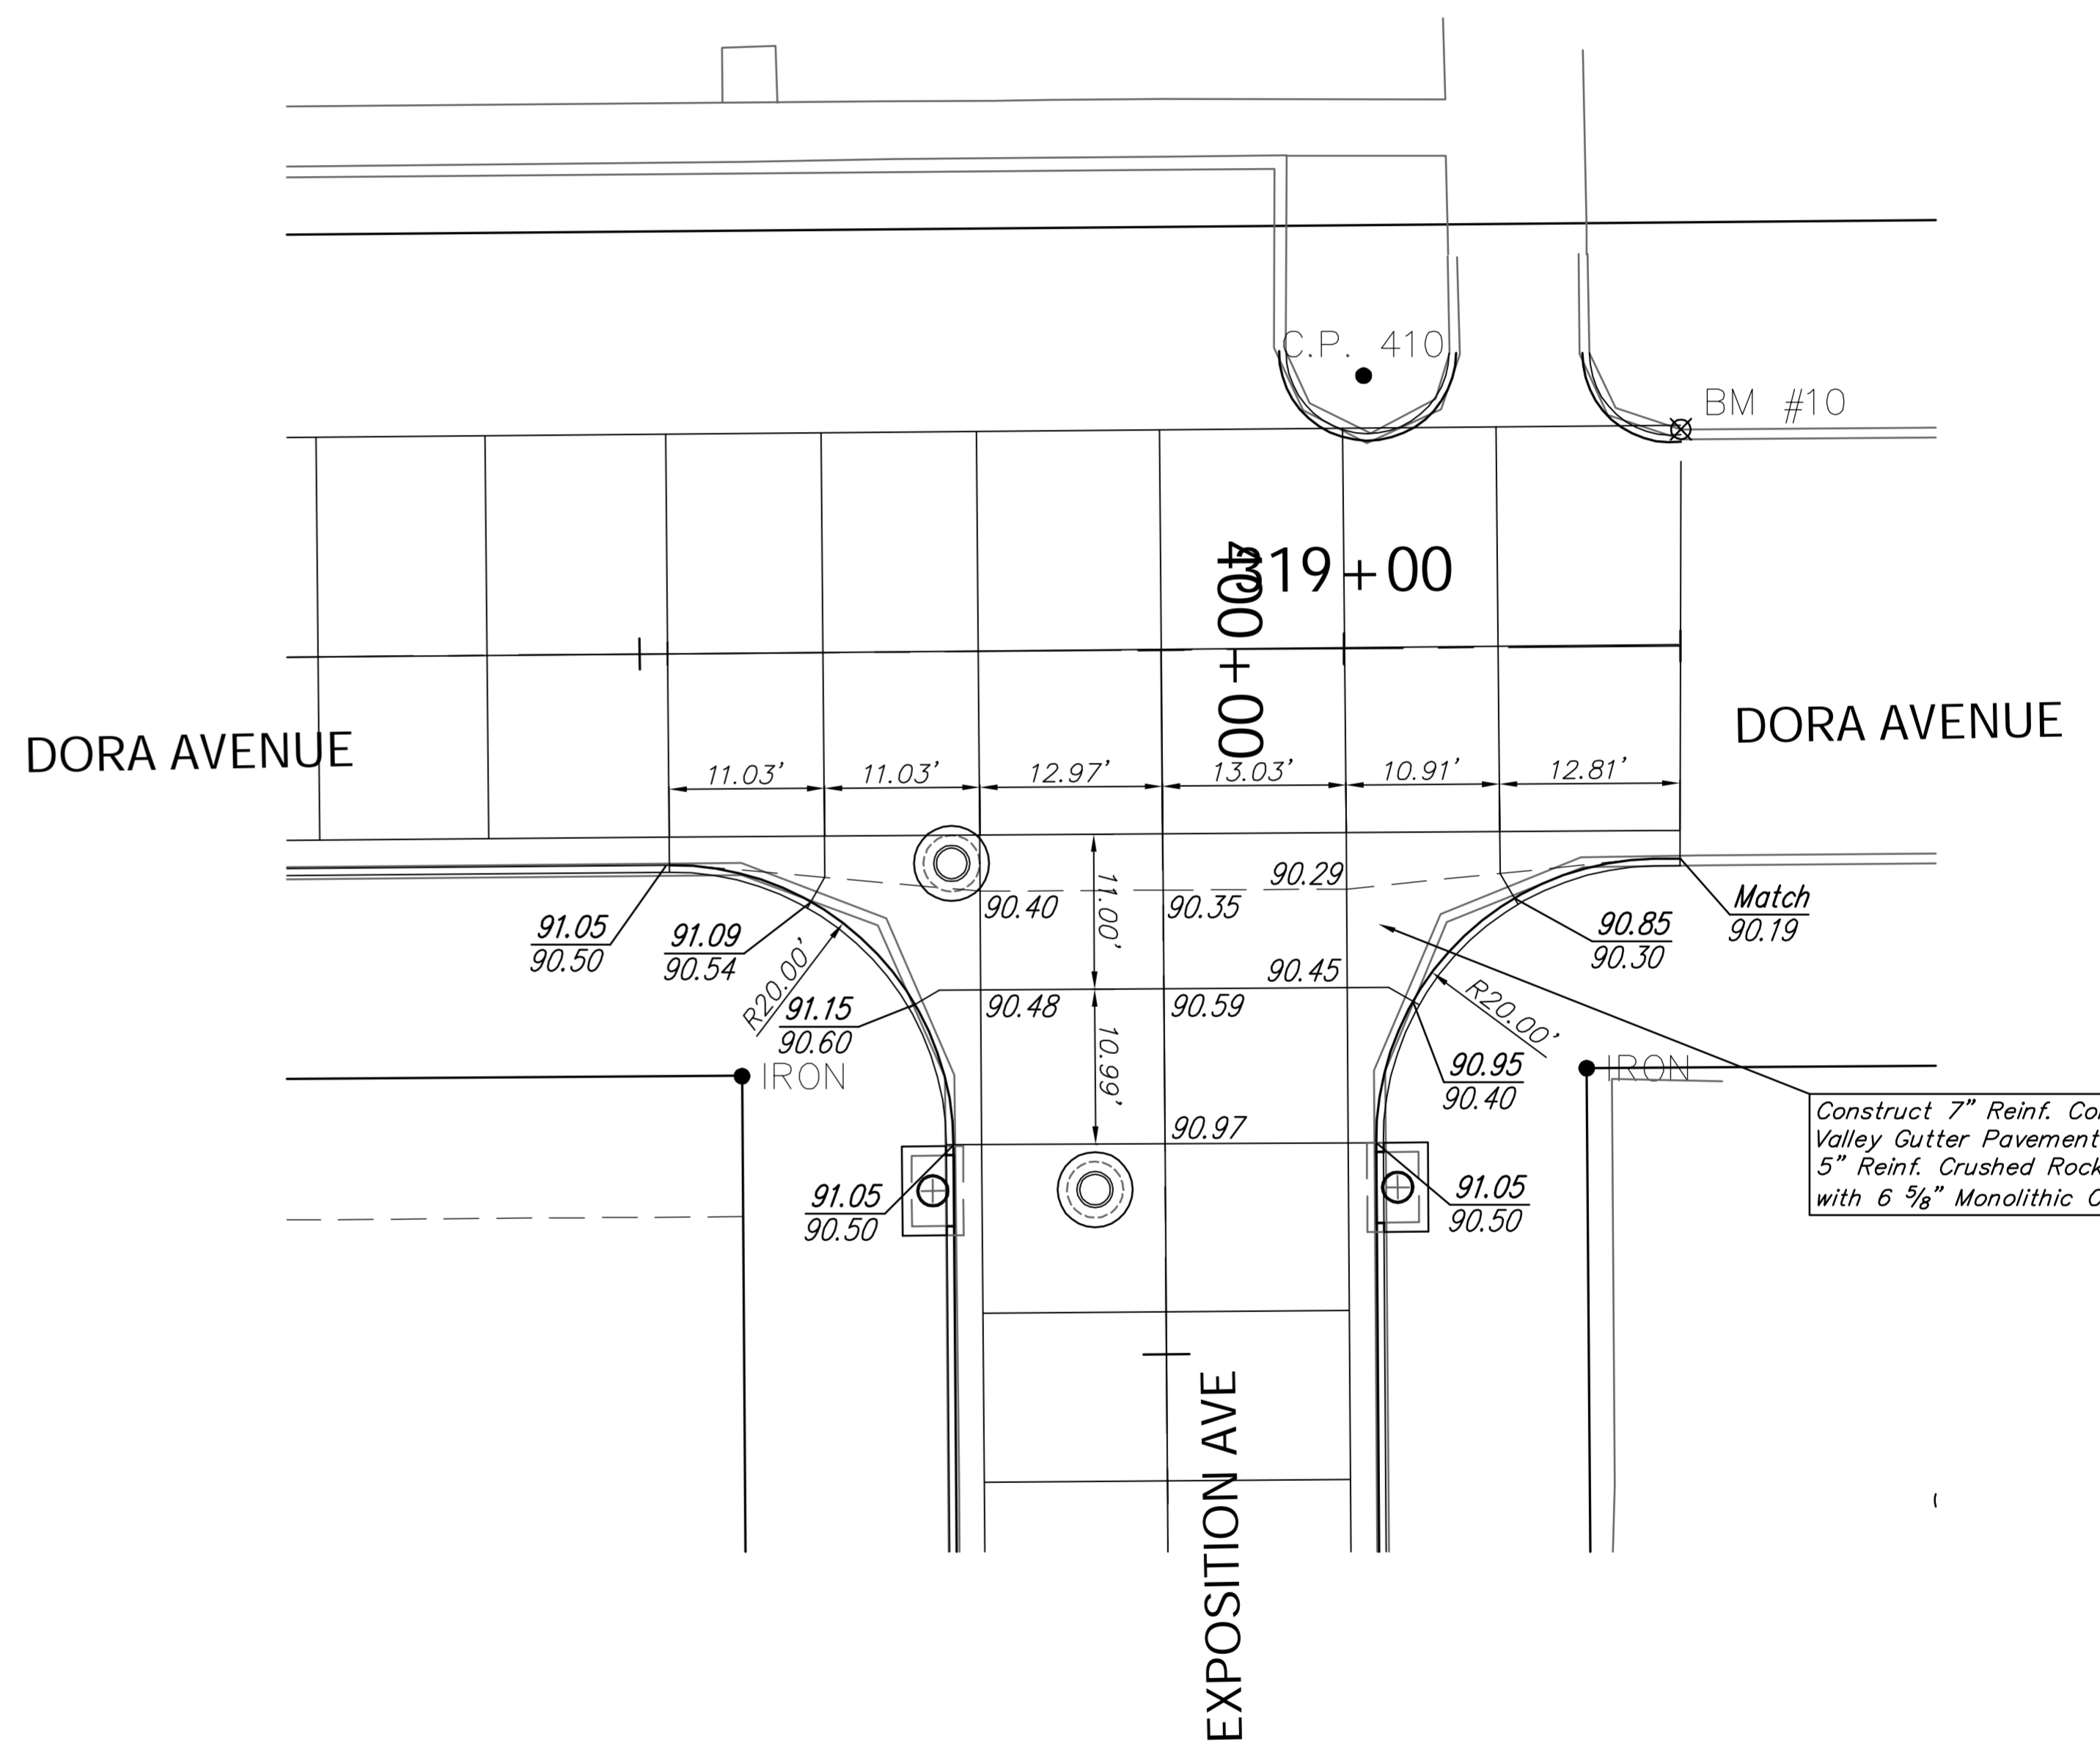 C.P. 410
BM #10
319+00
400+00
DORA AVENUE
DORA AVENUE
11.03’
11.03’
12.97’
13.03’
10.91’
12.81’
90.29
90.40
90.35
11.00’
Match
90.19
91.05
90.50
91.09
90.54
90.85
90.30
R20.00’
90.45
90.48
90.59
R20.00’
91.15
90.60
10.99’
IRON
90.95
90.40
IRON
90.97
Construct 7” Reinf.
Valley Gutter Pavement
5” Reinf. Crushed Rock
with 6 ⅝” Monolithic
91.05
90.50
91.05
90.50
EXPOSITION AVE